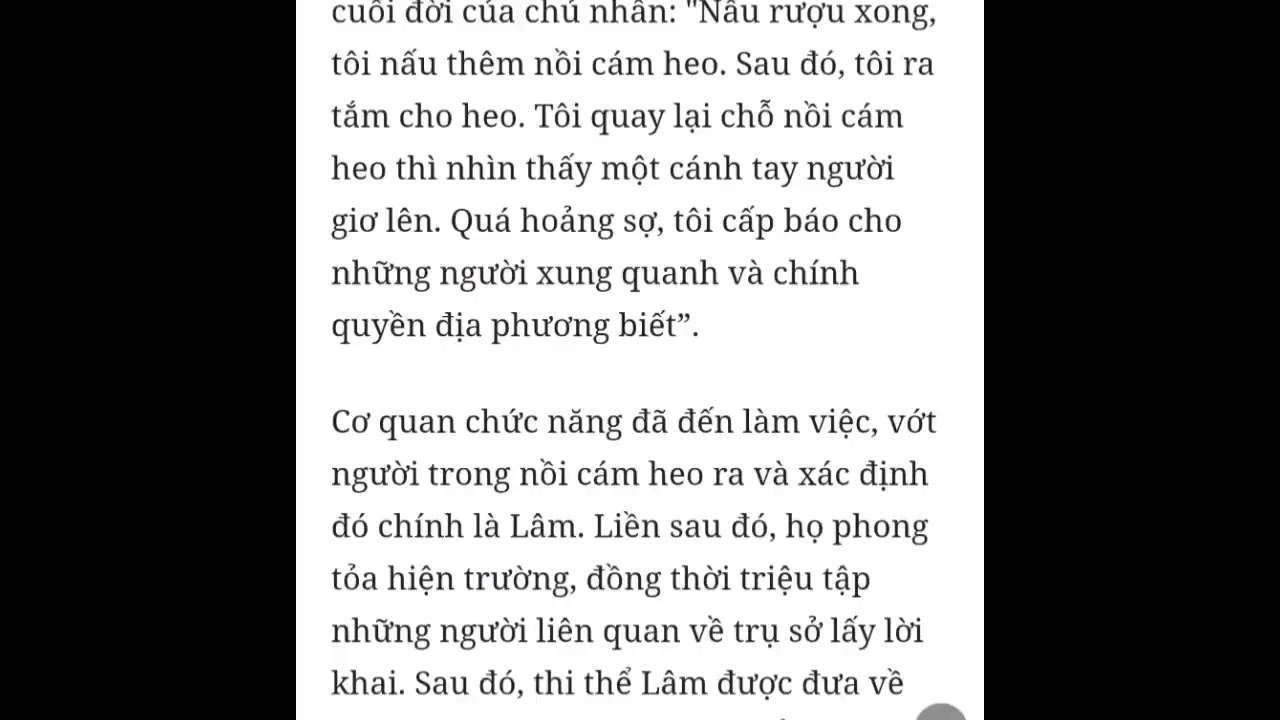 cuối đời của chủ nhân: "Nấu rượu xong,
tôi nấu thêm nồi cám heo. Sau đó, tôi ra
tắm cho heo. Tôi quay lại chỗ nồi cám
heo thì nhìn thấy một cánh tay người
giơ lên. Quá hoảng sợ, tôi cấp báo cho
những người xung quanh và chính
quyền địa phương biết”.
Cơ quan chức năng đã đến làm việc, vớt
người trong nồi cám heo ra và xác định
đó chính là Lâm. Liền sau đó, họ phong
tỏa hiện trường, đồng thời triệu tập
những người liên quan về trụ sở lấy lời
khai. Sau đó, thi thể Lâm được đưa về